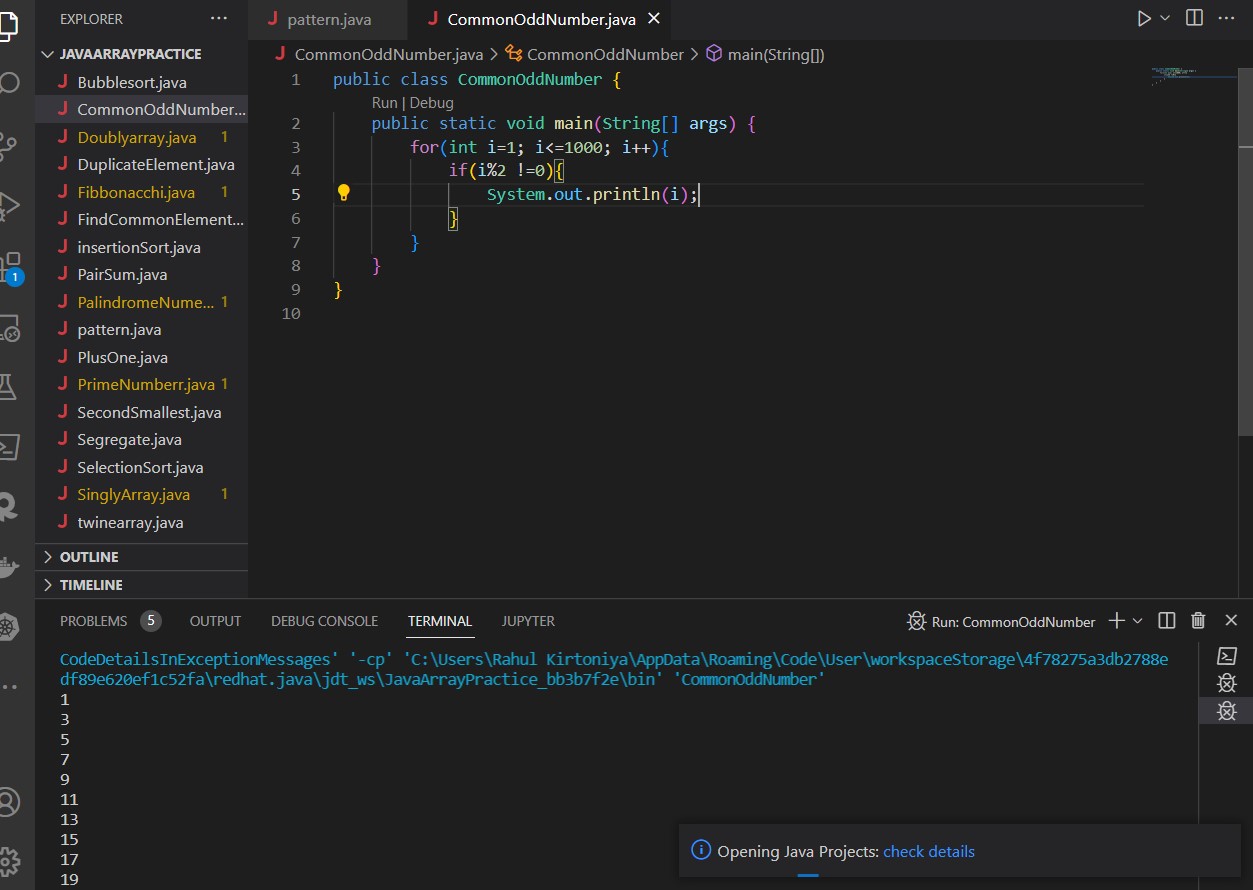 EXPLORER ···
JAVAARRAYPRACTICE
Bubblesort.java
CommonOddNumber...
Doublyarray.java 1
DuplicateElement.java
Fibbonacchi.java 1
FindCommonElement...
insertionSort.java
PairSum.java
PalindromeNume... 1
pattern.java
PlusOne.java
PrimeNumberr.java 1
SecondSmallest.java
Segregate.java
SelectionSort.java
SinglyArray.java 1
twinearray.java
OUTLINE
TIMELINE
1
pattern.java CommonOddNumber.java
CommonOddNumber.java > CommonOddNumber > main(String[])
1 public class CommonOddNumber {
Run | Debug
2 public static void main(String[] args) {
3 for(int i=1; i<=1000; i++){
4 if(i%2 !=0){
5 System.out.println(i);
6 }
7 }
8 }
9 }
10
PROBLEMS 5 OUTPUT DEBUG CONSOLE TERMINAL JUPYTER Run: CommonOddNumber
CodeDetailsInExceptionMessages' '-cp' 'C:\Users\Rahul Kirtoniya\AppData\Roaming\Code\User\workspaceStorage\4f78275a3db2788e
df89e620ef1c52fa\redhat.java\jdt_ws\JavaArrayPractice_bb3b7f2e\bin' 'CommonOddNumber'
1
3
5
7
9
11
13
15
17
19
Opening Java Projects: check details